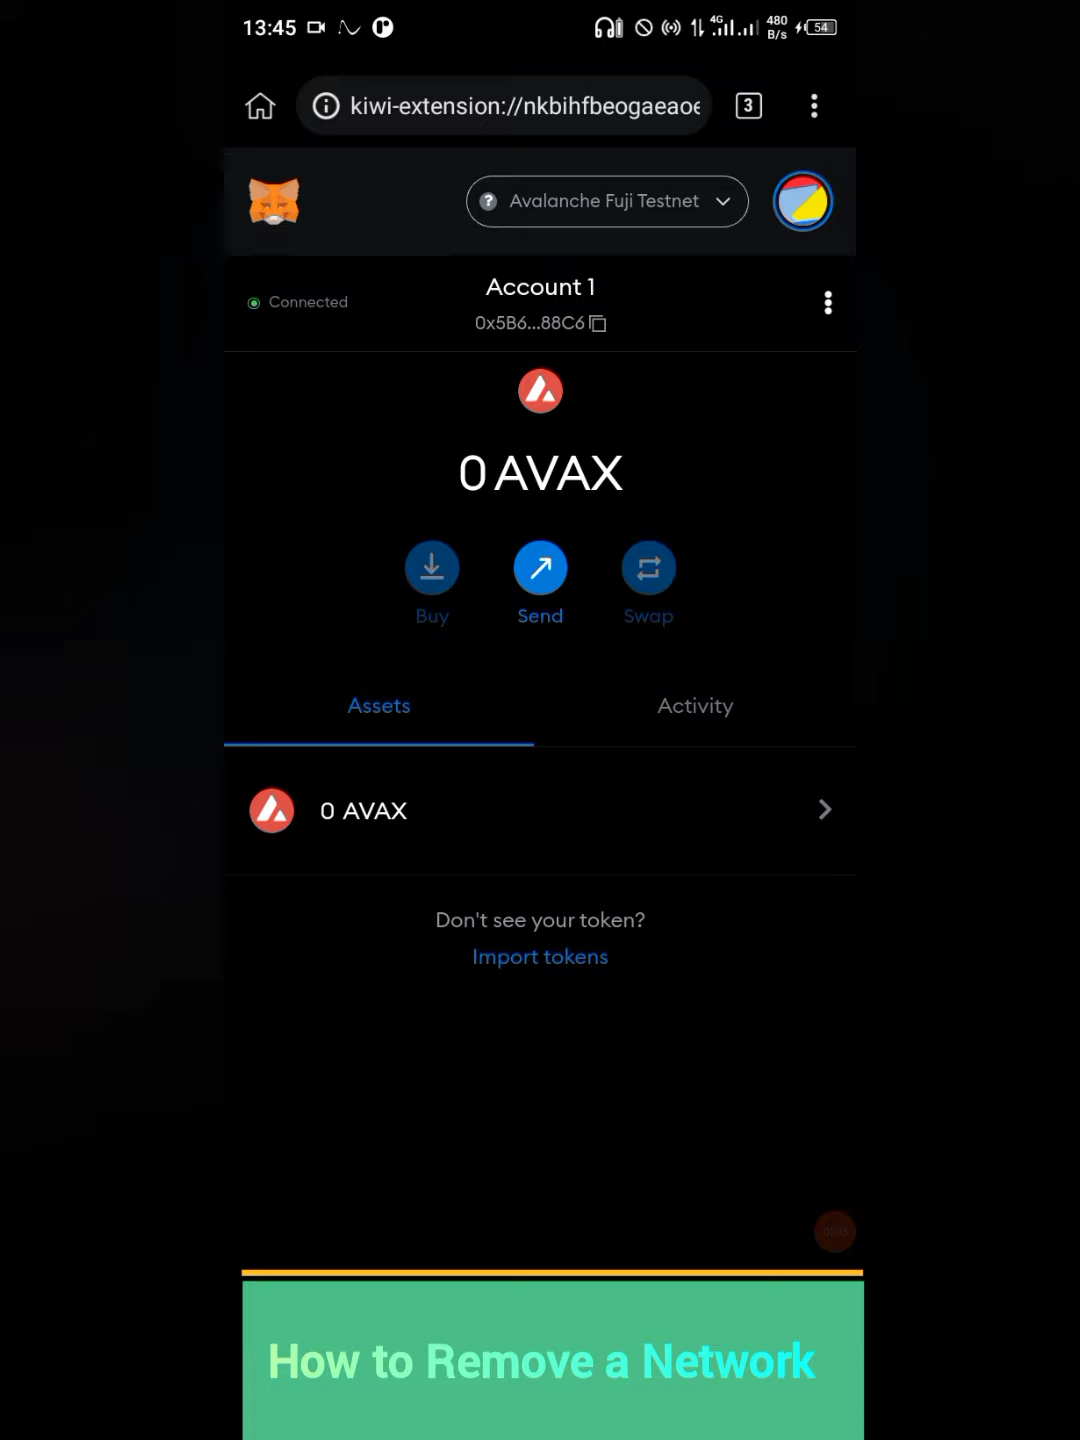 13:45
4G
480
B/s
54
kiwi-extension://nkbihfbeogaeaoe
3
? Avalanche Fuji Testnet
Connected
Account 1
0x5B6...88C6
0 AVAX
Buy
Send
Swap
Assets
Activity
0 AVAX
Don't see your token?
Import tokens
How to Remove a Network